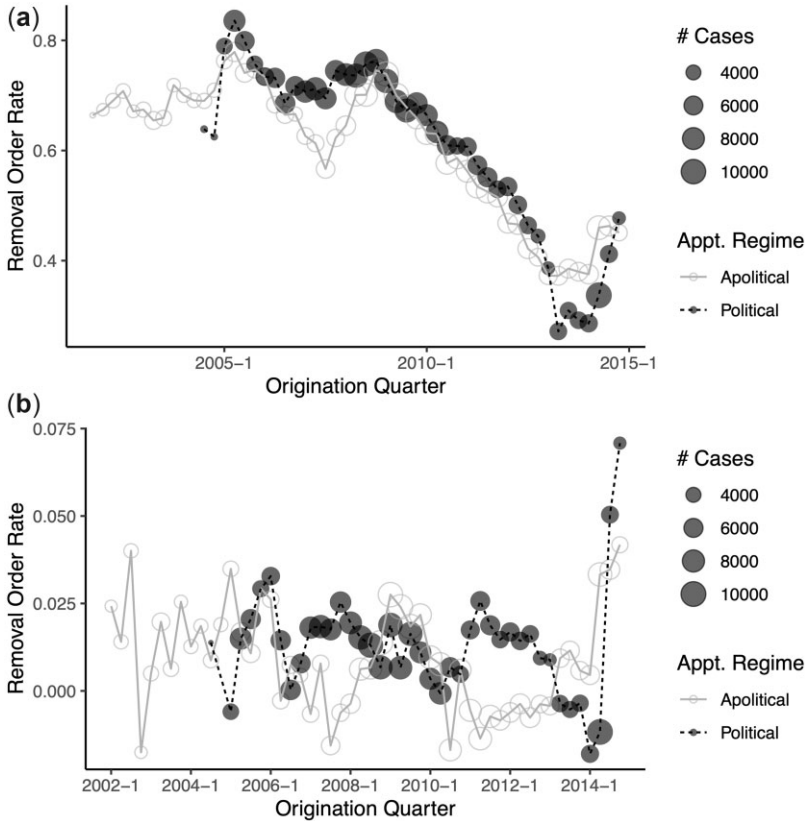 (a)
0.8
0.6
0.4
Removal Order Rate
2005-1
2010-1
2015-1
Origination Quarter
# Cases
4000
6000
8000
10000
Appt. Regime
Apolitical
Political
(b)
0.075
0.050
0.025
0.000
Removal Order Rate
2002-1
2004-1
2006-1
2008-1
2010-1
2012-1
2014-1
Origination Quarter
# Cases
4000
6000
8000
10000
Appt. Regime
Apolitical
Political